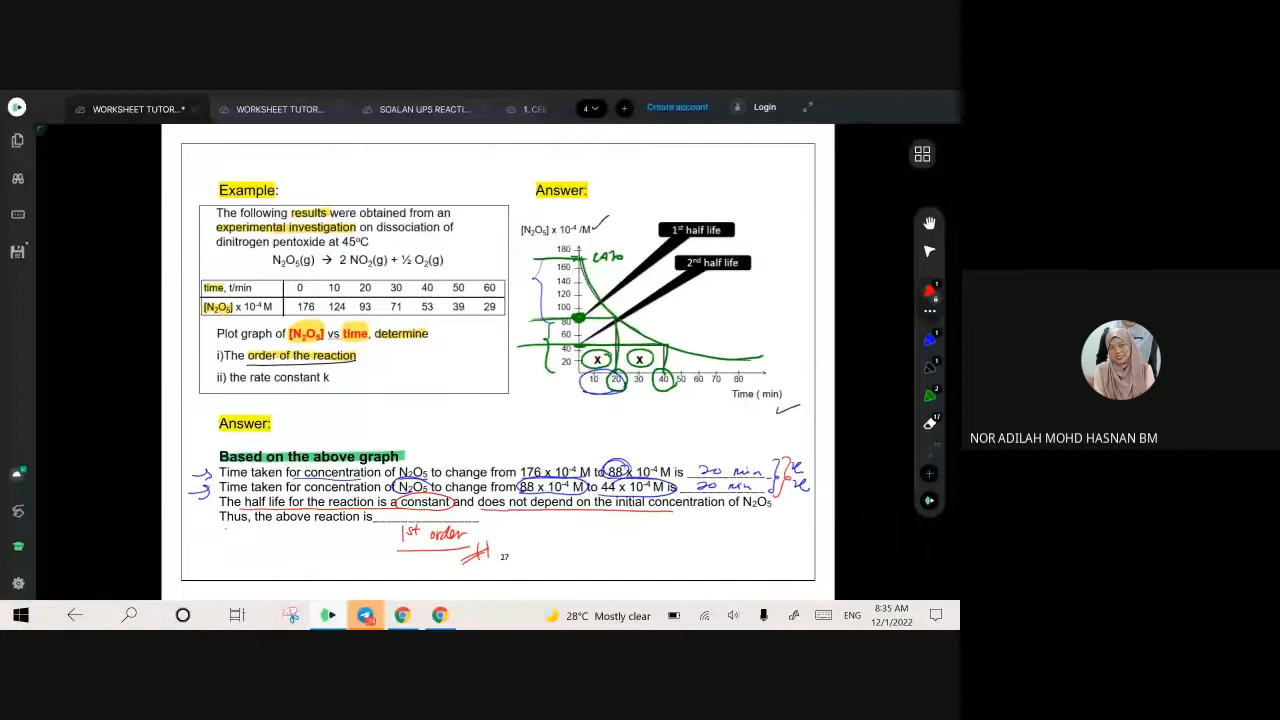 WORKSHEET TUTOR...*
WORKSHEET TUTOR...
SOALAN UPS REACTI...
1. CE
4
+
Create account
Login
Example:
The following results were obtained from an
experimental investigation on dissociation of
dinitrogen pentoxide at 45°C
N₂O₅(g) → 2 NO₂(g) + ½ O₂(g)
time, t/min 0 10 20 30 40 50 60
[N₂O₅] x 10⁻⁴ M 176 124 93 71 53 39 29
Plot graph of [N₂O₅] vs time, determine
i)The order of the reaction
ii) the rate constant k
Answer:
[N₂O₅] x 10⁻⁴ /M
1st half life
2nd half life
180
160
140
120
100
80
60
40
20
x x
10 20 30 40 50 60 70 80
Time ( min)
Answer:
Based on the above graph
Time taken for concentration of N₂O₅ to change from 176 x 10⁻⁴ M to 88 x 10⁻⁴ M is 20 min
Time taken for concentration of N₂O₅ to change from 88 x 10⁻⁴ M to 44 x 10⁻⁴ M is 20 min
The half life for the reaction is a constant and does not depend on the initial concentration of N₂O₅
Thus, the above reaction is______________
1st order
27
NOR ADILAH MOHD HASNAN BM
28°C Mostly clear
ENG
8:35 AM
12/1/2022